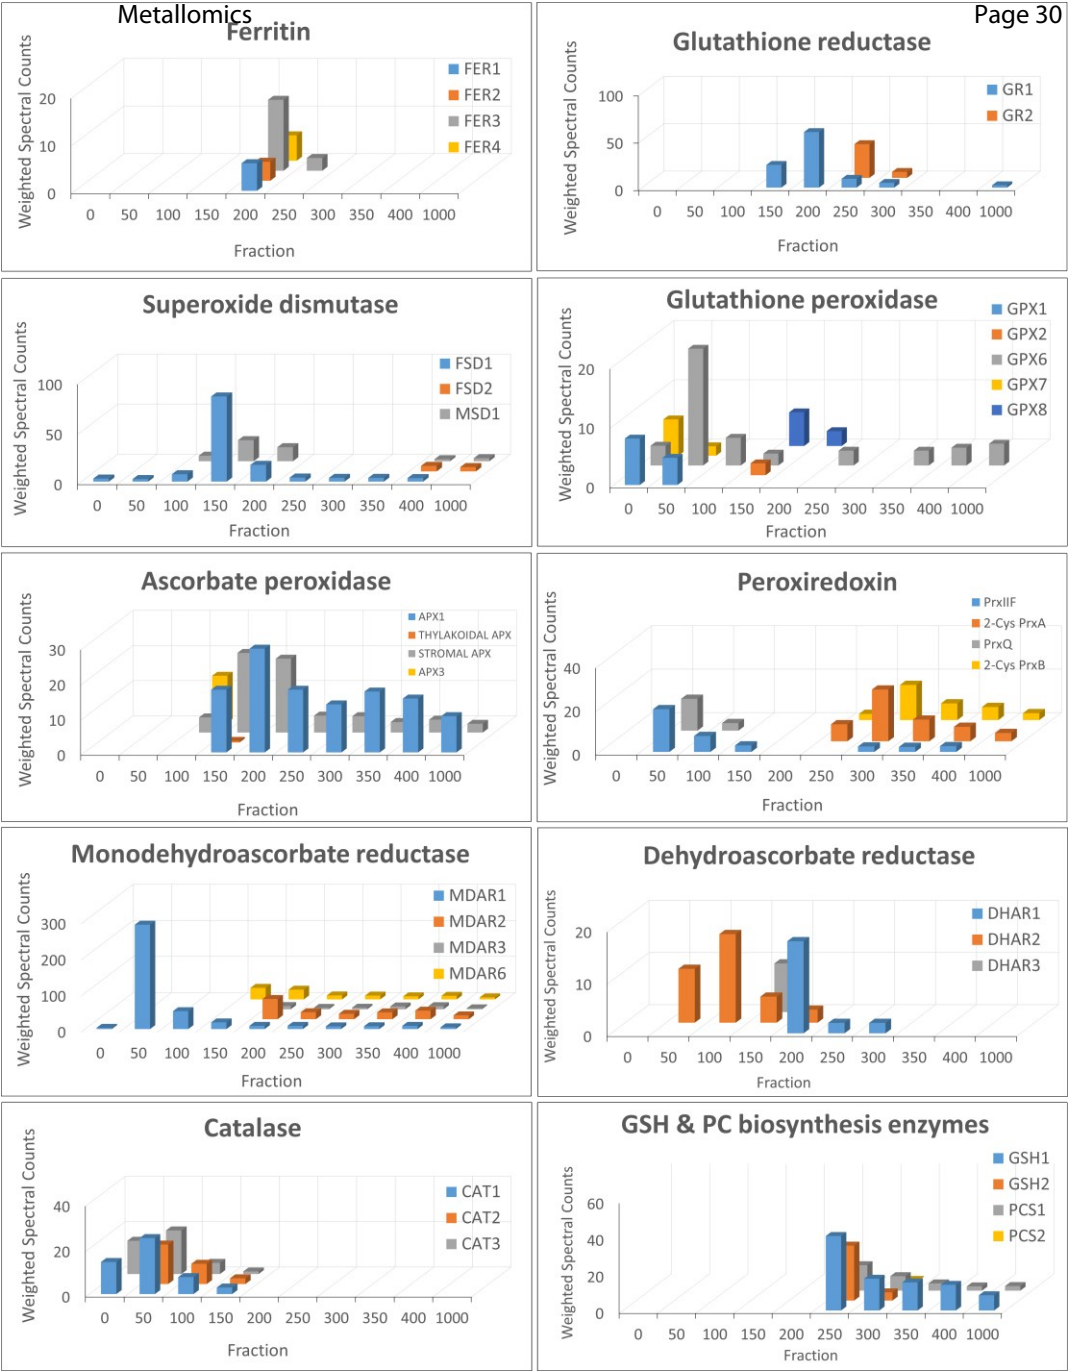 Metallomics
Page 30
Ferritin
Weighted Spectral Counts
20
10
0
FER1
FER2
FER3
FER4
0 50 100 150 200 250 300 350 400 1000
Fraction
Glutathione reductase
Weighted Spectral Counts
100
50
0
GR1
GR2
0 50 100 150 200 250 300 350 400 1000
Fraction
Superoxide dismutase
Weighted Spectral Counts
100
50
0
FSD1
FSD2
MSD1
0 50 100 150 200 250 300 350 400 1000
Fraction
Glutathione peroxidase
Weighted Spectral Counts
20
10
0
GPX1
GPX2
GPX6
GPX7
GPX8
0 50 100 150 200 250 300 350 400 1000
Fraction
Ascorbate peroxidase
Weighted Spectral Counts
30
20
10
0
APX1
THYLAKOIDAL APX
STROMAL APX
APX3
0 50 100 150 200 250 300 350 400 1000
Fraction
Peroxiredoxin
Weighted Spectral Counts
40
20
0
PrxIIF
2-Cys PrxA
PrxQ
2-Cys PrxB
0 50 100 150 200 250 300 350 400 1000
Fraction
Monodehydroascorbate reductase
Weighted Spectral Counts
300
200
100
0
MDAR1
MDAR2
MDAR3
MDAR6
0 50 100 150 200 250 300 350 400 1000
Fraction
Dehydroascorbate reductase
Weighted Spectral Counts
20
10
0
DHAR1
DHAR2
DHAR3
0 50 100 150 200 250 300 350 400 1000
Fraction
Catalase
Weighted Spectral Counts
40
20
0
CAT1
CAT2
CAT3
0 50 100 150 200 250 300 350 400 1000
Fraction
GSH & PC biosynthesis enzymes
Weighted Spectral Counts
60
40
20
0
GSH1
GSH2
PCS1
PCS2
0 50 100 150 200 250 300 350 400 1000
Fraction